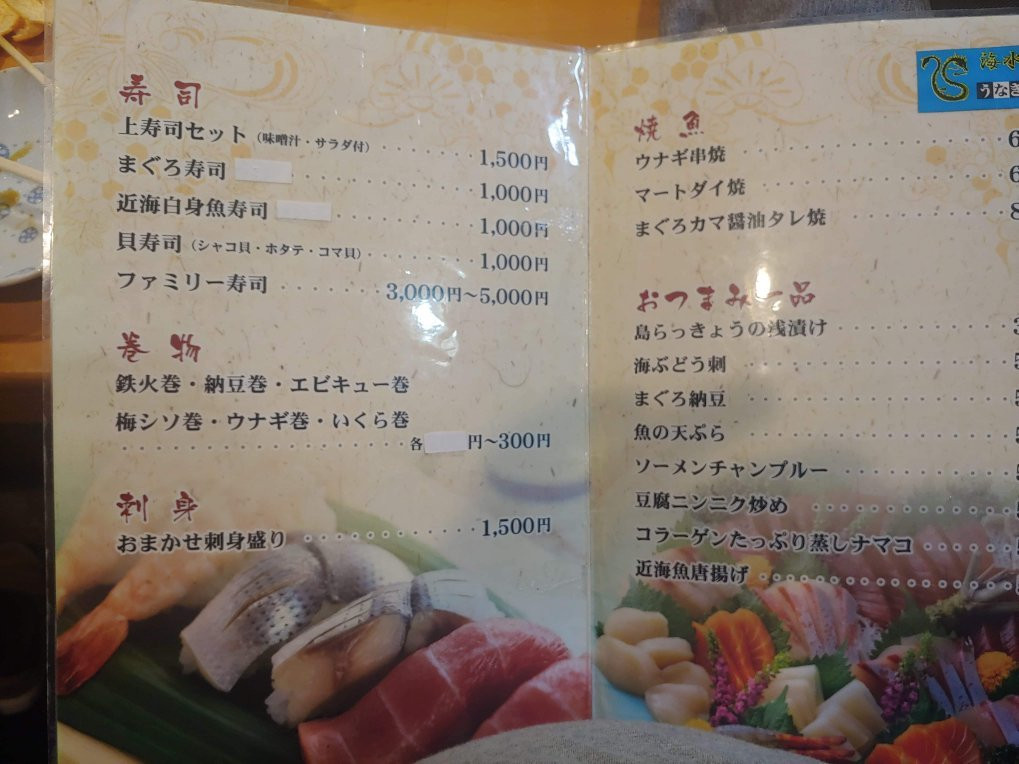 寿司
上寿司セット（味噌汁・サラダ付）・・・・・・・・1,500円
まぐろ寿司・・・・・・・・・・・・1,000円
近海白身魚寿司・・・・・・・・・1,000円
貝寿司（シャコ貝・ホタテ・コマ貝）・・・・・・・・1,000円
ファミリー寿司・・・・・・・・3,000円〜5,000円
巻物
鉄火巻・納豆巻・エビキュー巻
梅シソ巻・ウナギ巻・いくら巻
・・・・・・・・・・・・・・・・・・・・各 円〜300円
刺身
おまかせ刺身盛り・・・・・・・・・・・・1,500円
海水
うなぎ
焼魚
ウナギ串焼
マートダイ焼
まぐろカマ醤油タレ焼
おつまみ一品
島らっきょうの浅漬け
海ぶどう刺
まぐろ納豆
魚の天ぷら
ソーメンチャンプルー
豆腐ニンニク炒め
コラーゲンたっぷり蒸しナマコ
近海魚唐揚げ